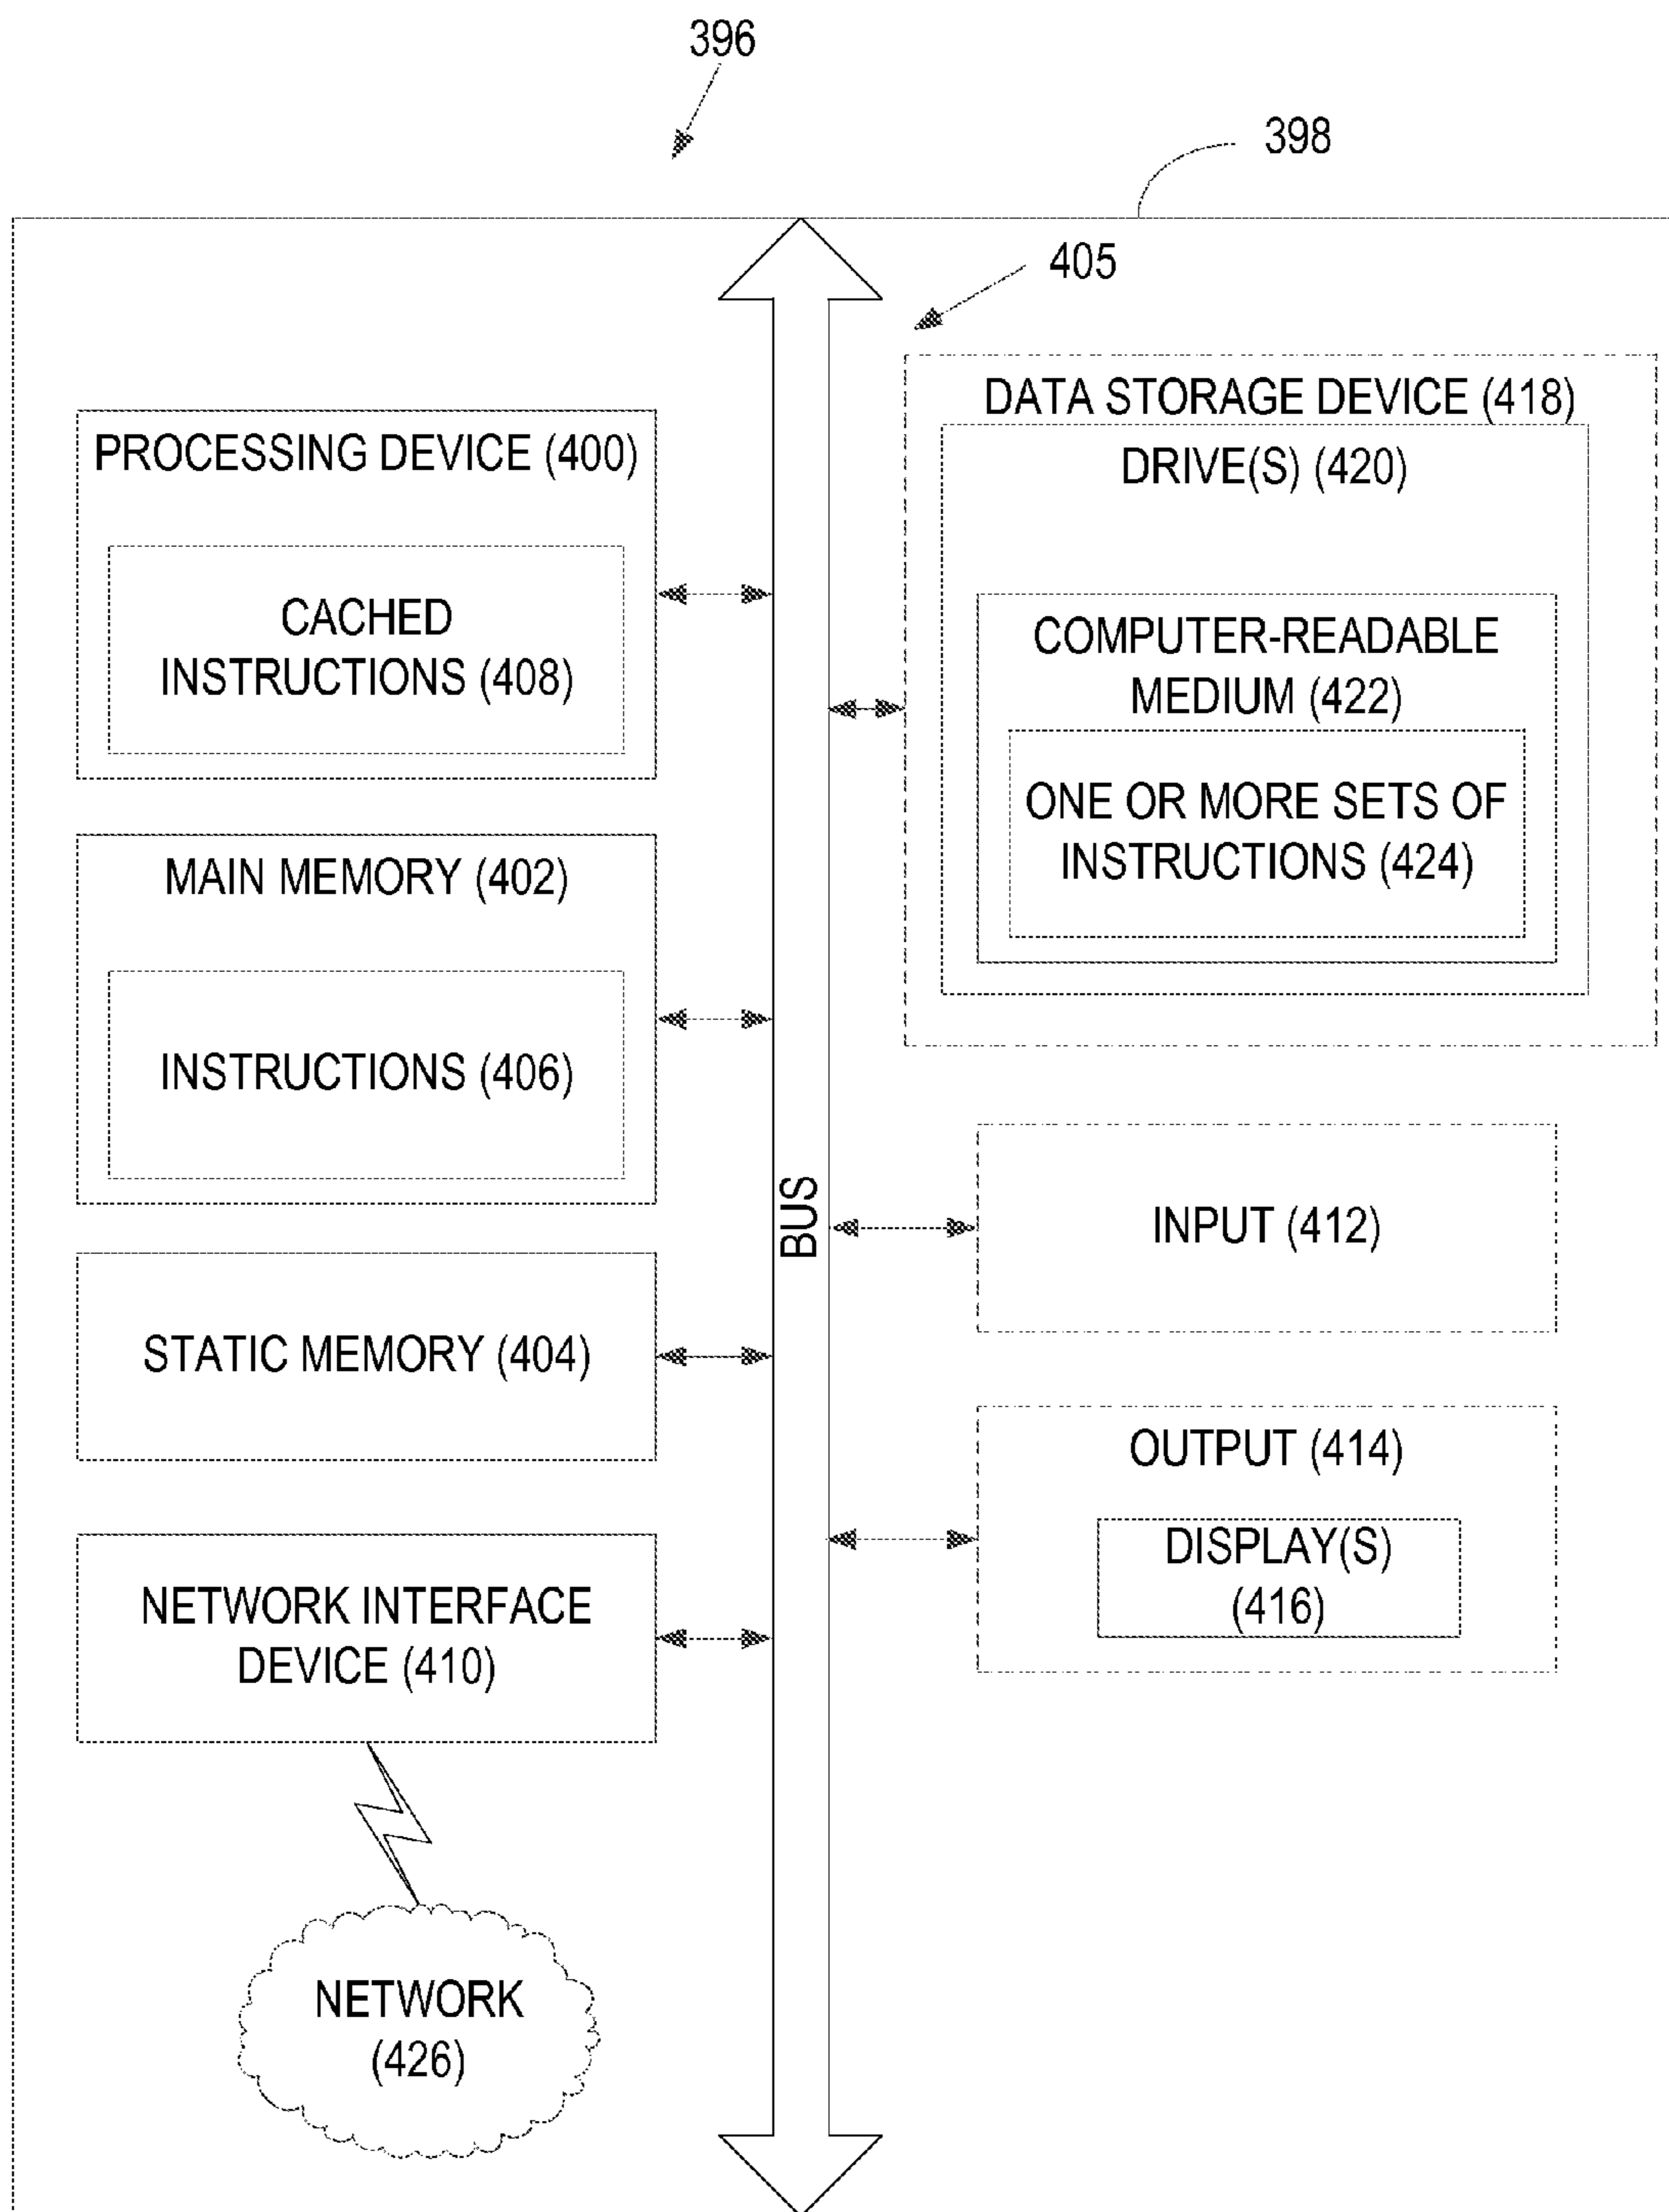 396
398
405
PROCESSING DEVICE (400)
CACHED
INSTRUCTIONS (408)
MAIN MEMORY (402)
INSTRUCTIONS (406)
STATIC MEMORY (404)
NETWORK INTERFACE
DEVICE (410)
NETWORK
(426)
BUS
DATA STORAGE DEVICE (418)
DRIVE(S) (420)
COMPUTER-READABLE
MEDIUM (422)
ONE OR MORE SETS OF
INSTRUCTIONS (424)
INPUT (412)
OUTPUT (414)
DISPLAY(S)
(416)